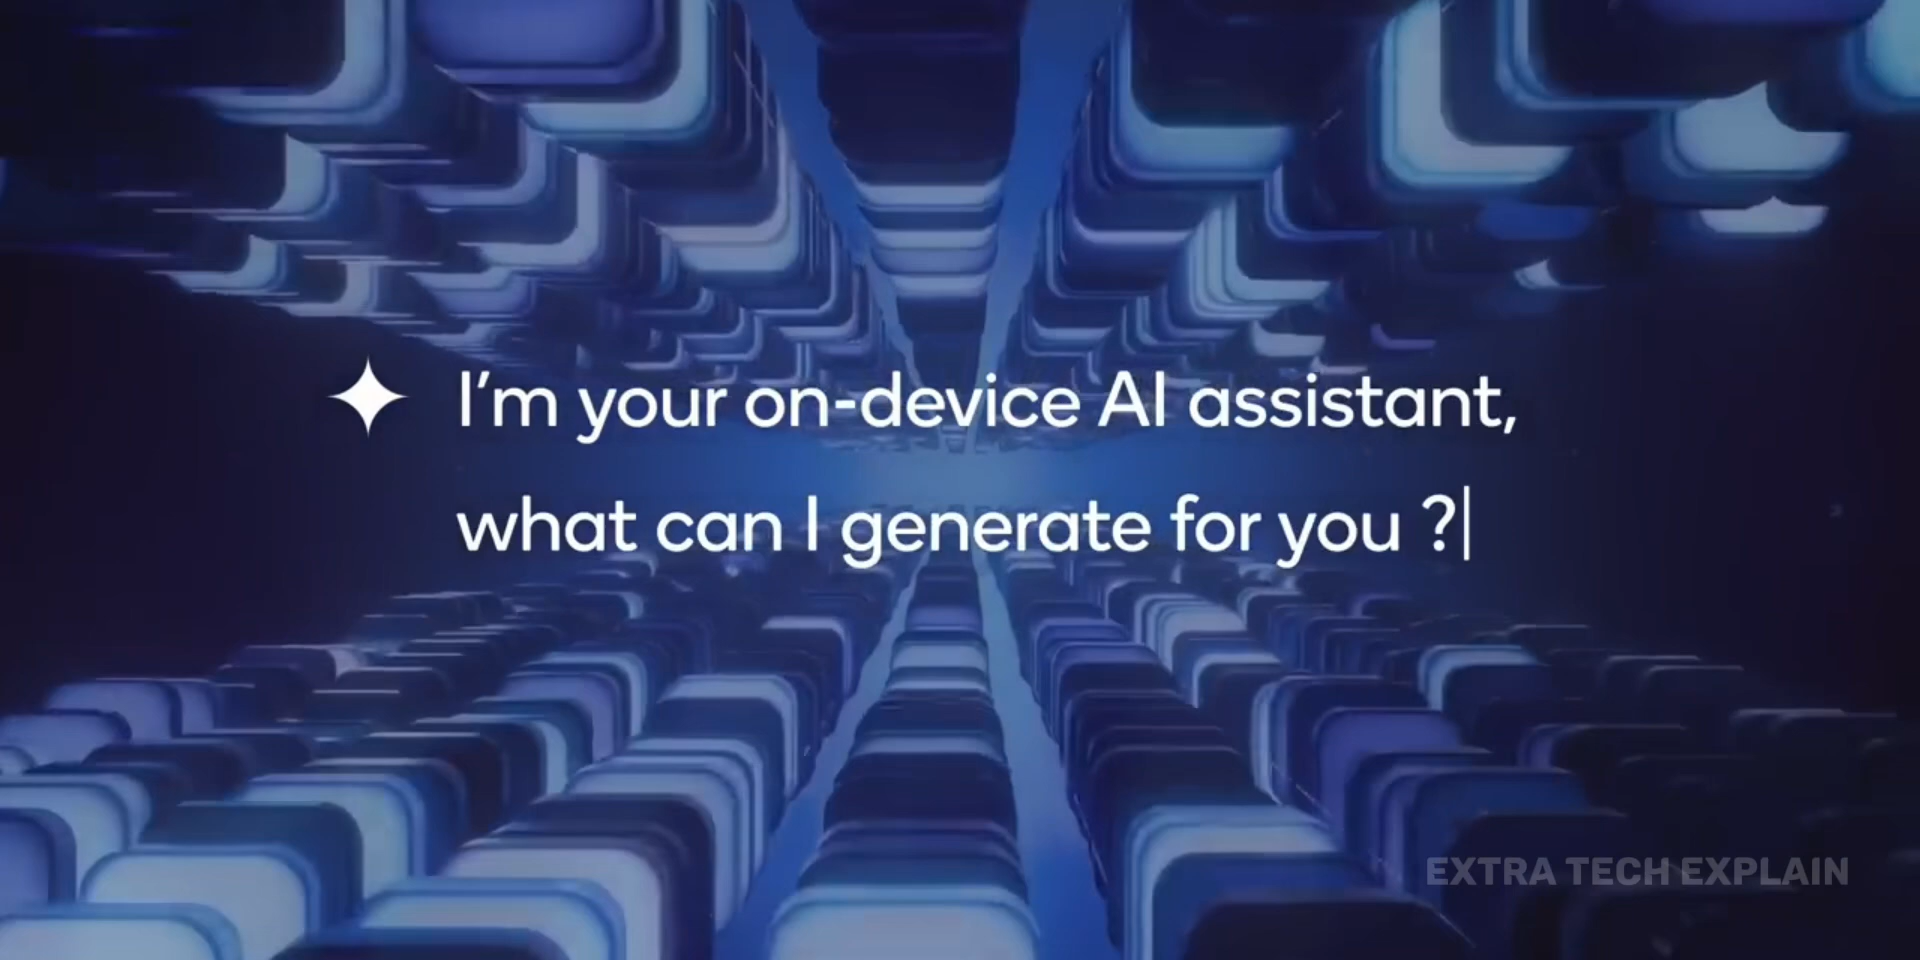 I’m your on-device AI assistant,
what can I generate for you ?
EXTRA TECH EXPLAIN